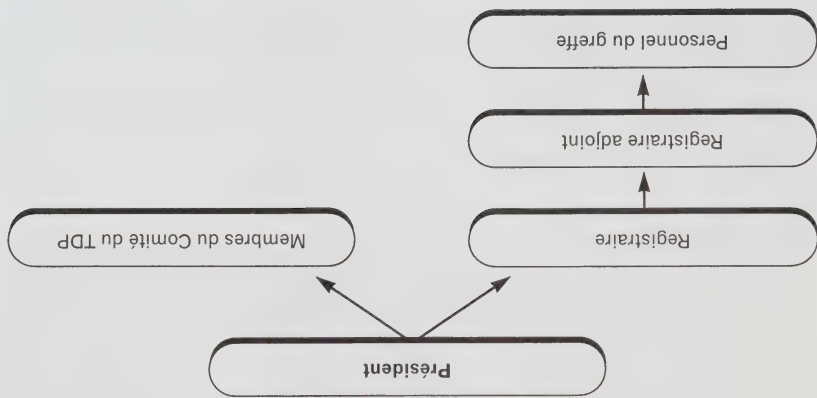 Président
Registraire
Membres du Comité du TDP
Registraire adjoint
Personnel du greffe